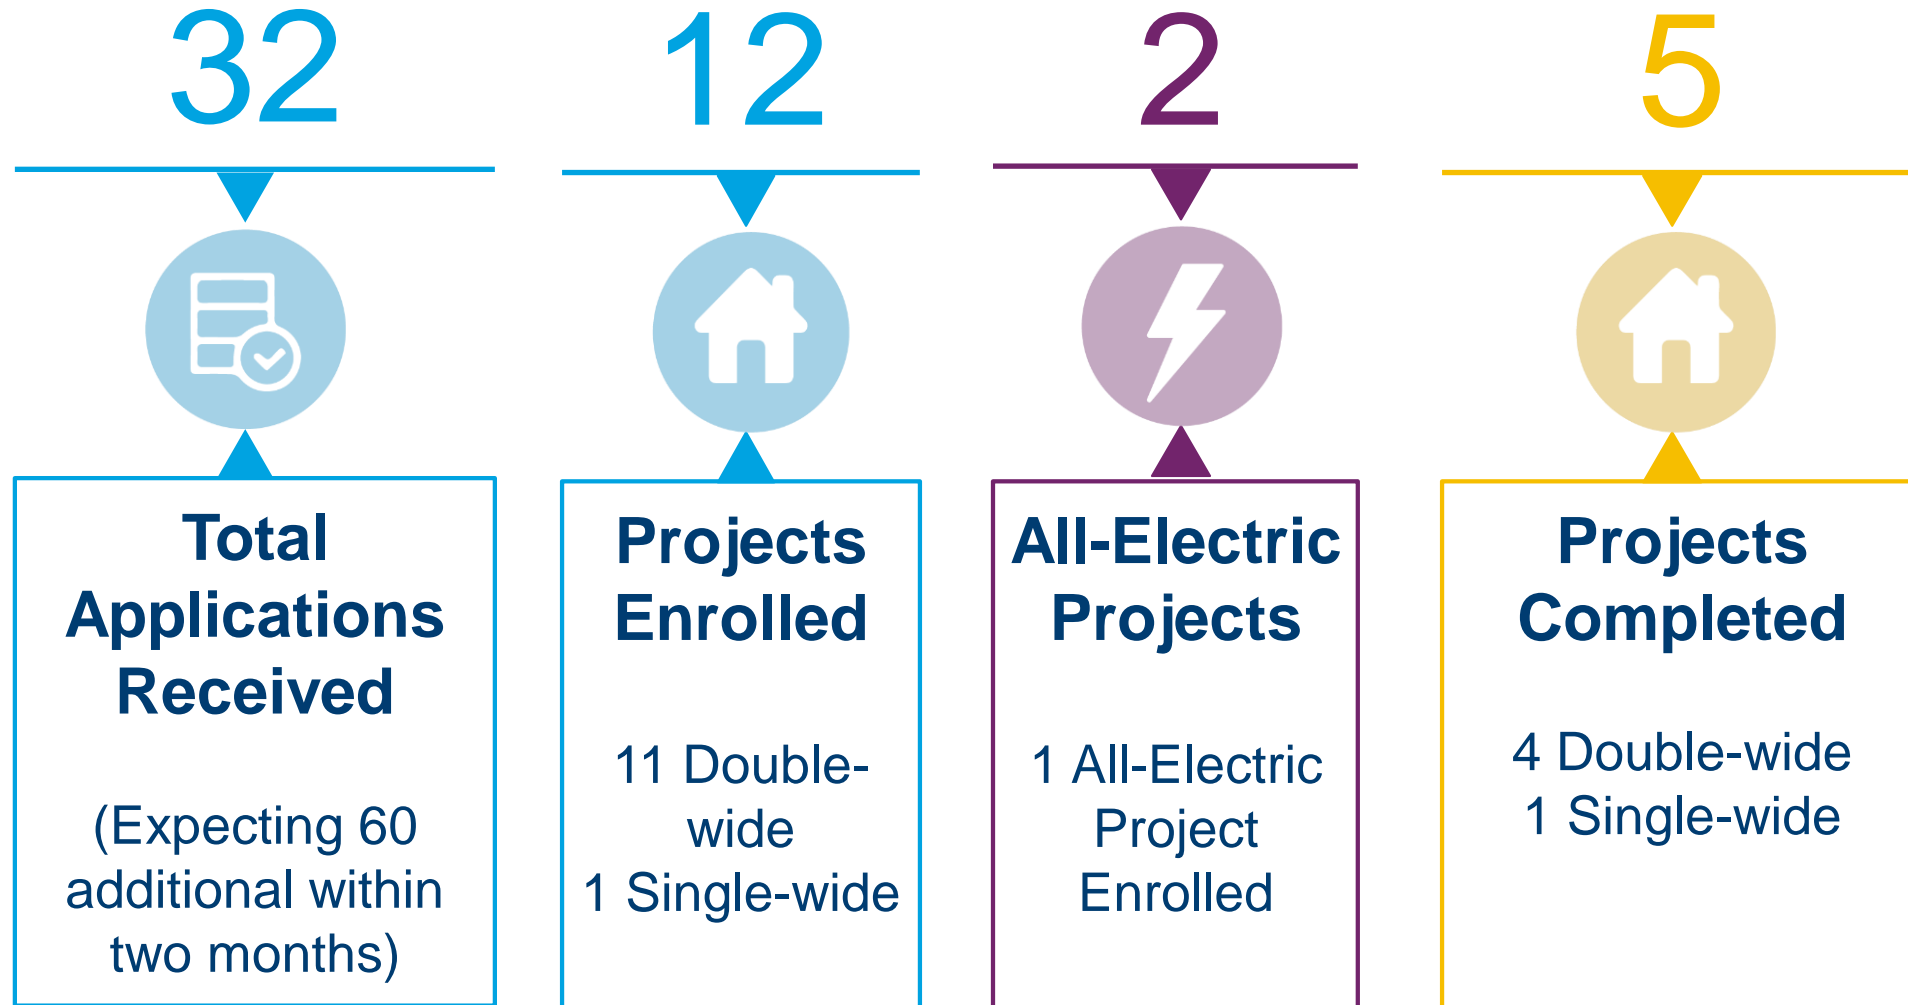 32
Total
Applications
Received
(Expecting 60
additional within
two months)
12
Projects
Enrolled
11 Double-
wide
1 Single-wide
2
All-Electric
Projects
1 All-Electric
Project
Enrolled
5
Projects
Completed
4 Double-wide
1 Single-wide